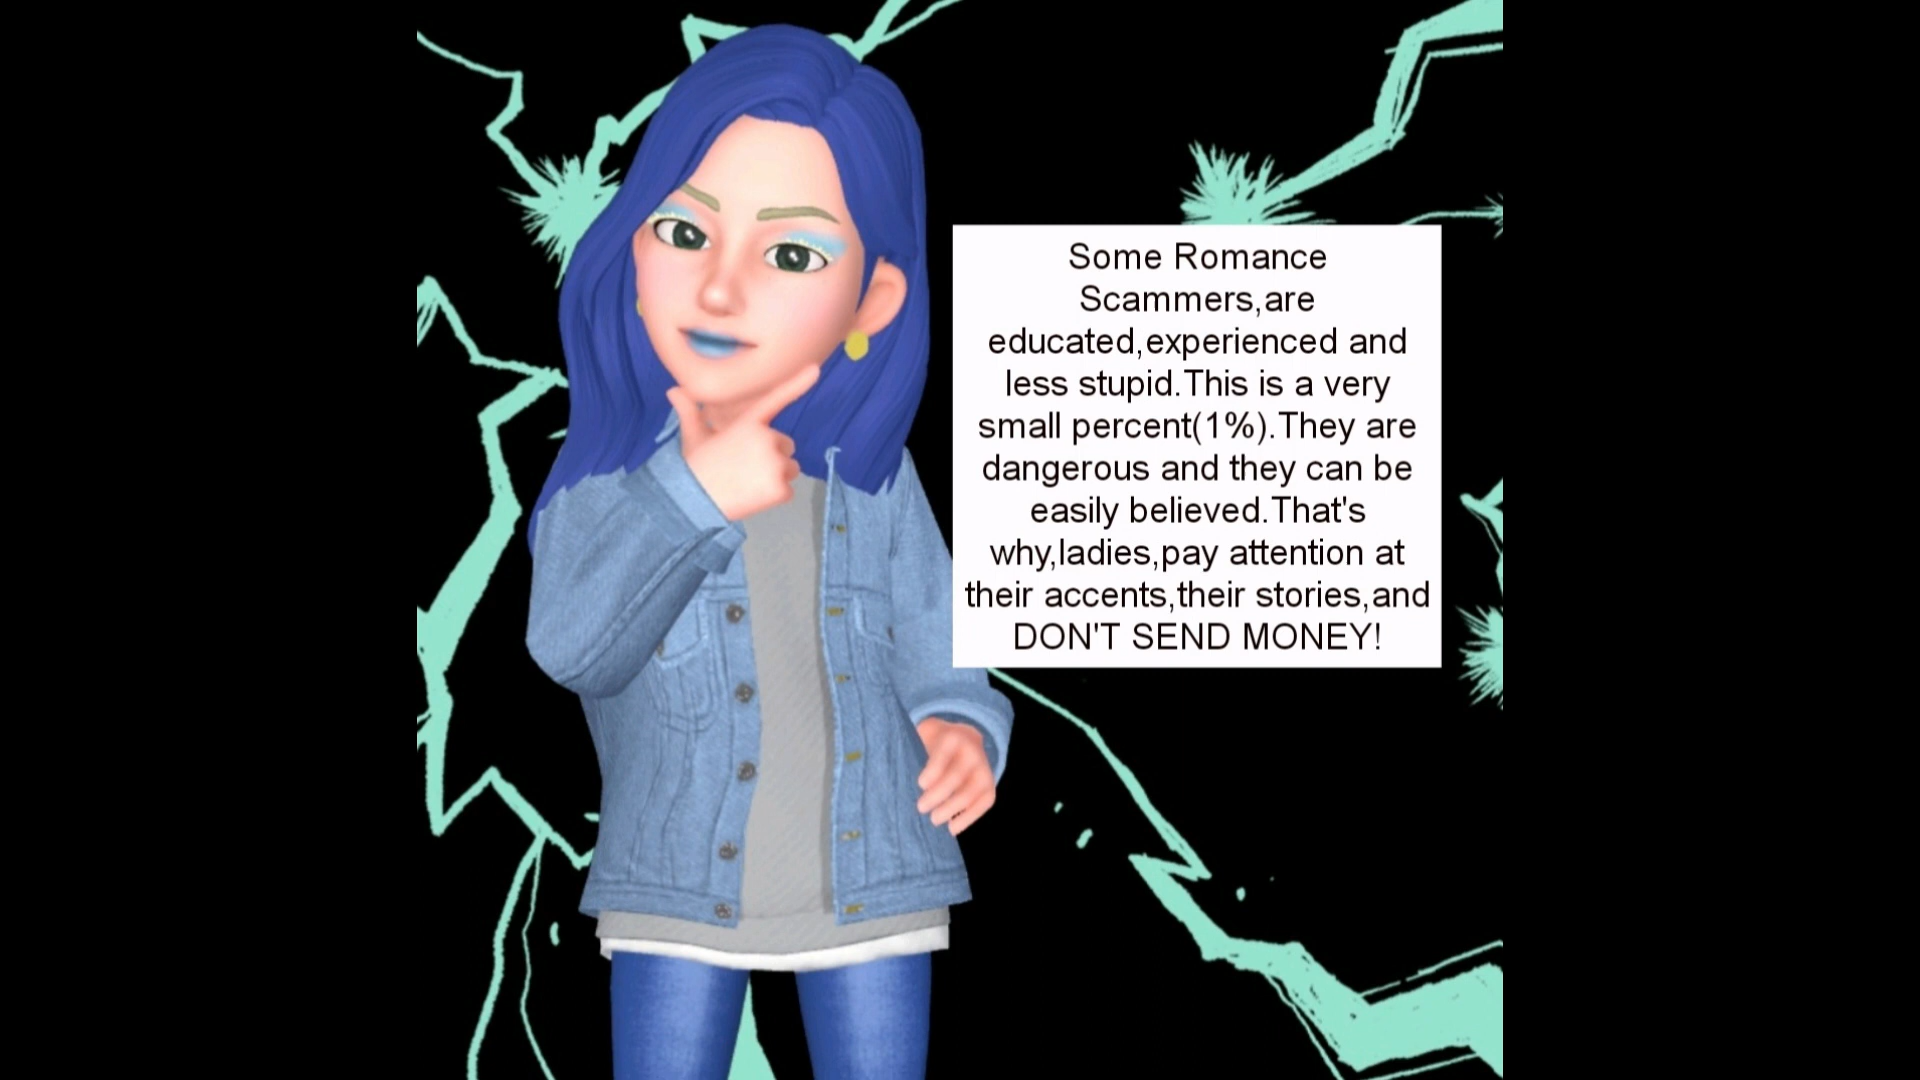 Some Romance
Scammers,are
educated,experienced and
less stupid.This is a very
small percent(1%).They are
dangerous and they can be
easily believed.That's
why,ladies,pay attention at
their accents,their stories,and
DON'T SEND MONEY!